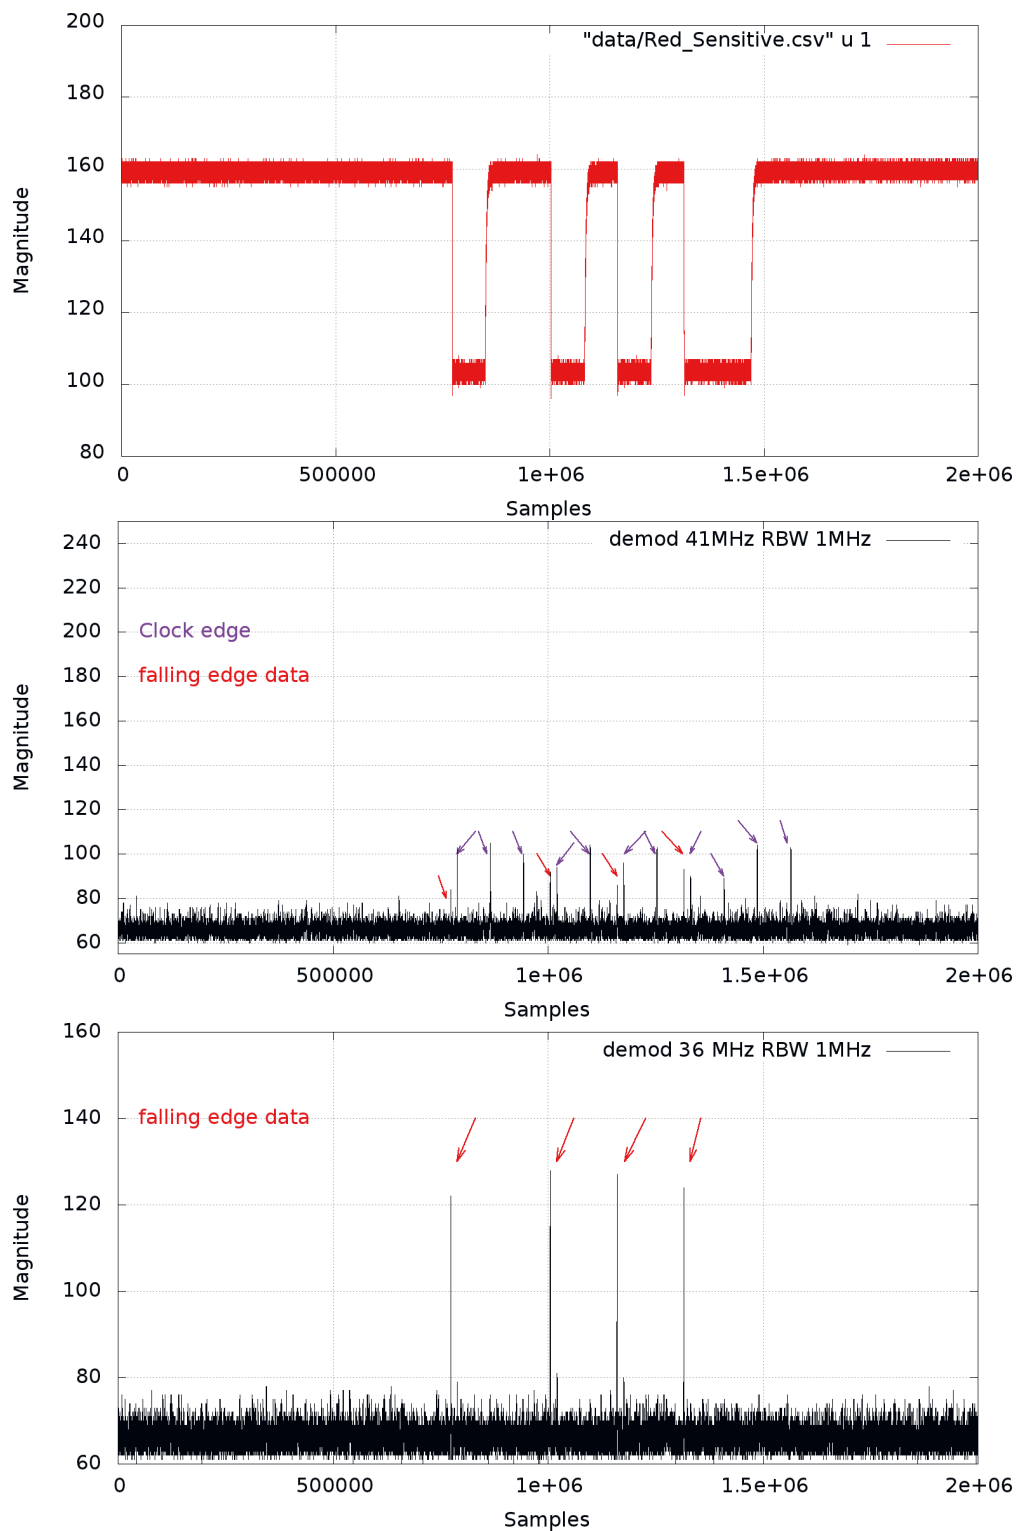 200
"data/Red_Sensitive.csv" u 1
180
160
140
120
100
80
Magnitude
0 500000 1e+06 1.5e+06 2e+06
Samples
demod 41MHz RBW 1MHz
240
220
200
Clock edge
180
falling edge data
160
140
120
100
80
60
Magnitude
0 500000 1e+06 1.5e+06 2e+06
Samples
160
demod 36 MHz RBW 1MHz
140
falling edge data
120
100
80
60
Magnitude
0 500000 1e+06 1.5e+06 2e+06
Samples